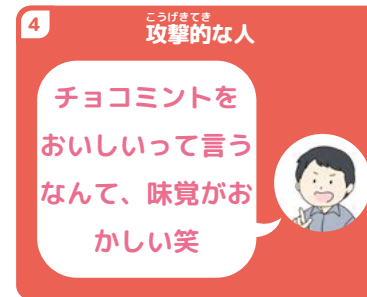 4
こうげきてき
攻撃的な人
チョコミントを
おいしいって言う
なんて、味覚がお
かしい笑